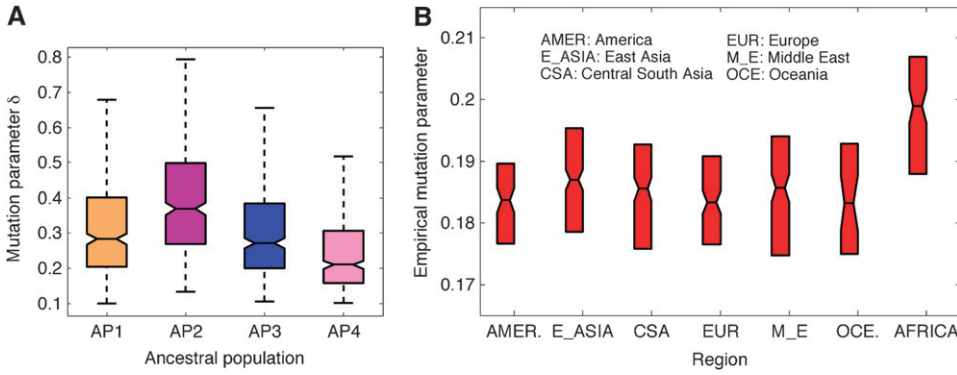 A
Mutation parameter δ
0.8
0.7
0.6
0.5
0.4
0.3
0.2
0.1
AP1 AP2 AP3 AP4
Ancestral population
B
Empirical mutation parameter
0.21
0.2
0.19
0.18
0.17
AMER: America EUR: Europe
E_ASIA: East Asia M_E: Middle East
CSA: Central South Asia OCE: Oceania
AMER. E_ASIA CSA EUR M_E OCE. AFRICA
Region